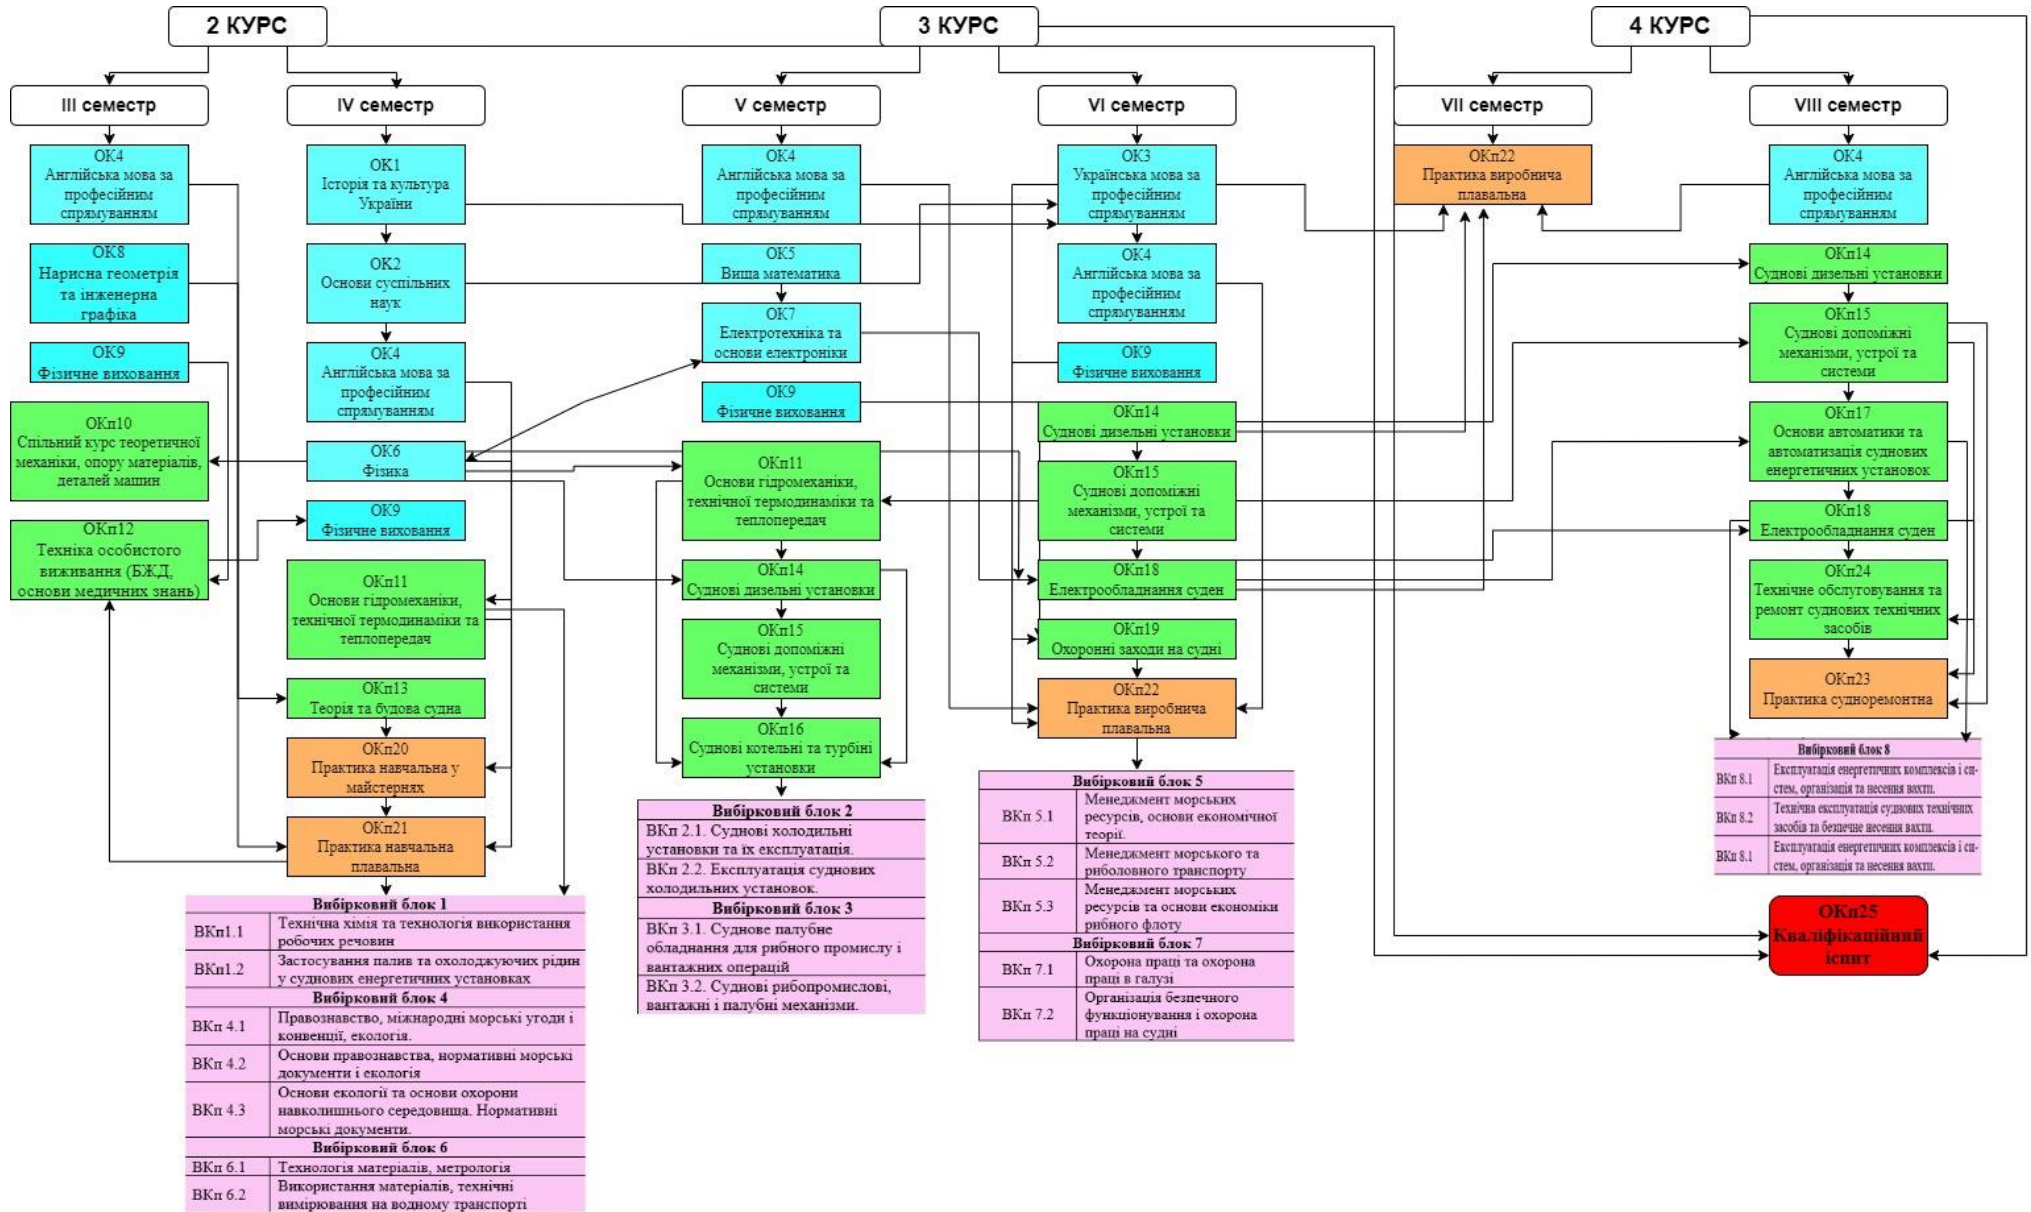 2 КУРС
3 КУРС
4 КУРС
III семестр
IV семестр
V семестр
VI семестр
VII семестр
VIII семестр
ОК4
Англійська мова за
професійним
спрямуванням
ОК8
Нарисна геометрія
та інженерна
графіка
ОК9
Фізичне виховання
ОКп10
Спільний курс теоретичної
механіки, опору матеріалів,
деталей машин
ОКп12
Техніка особистого
виживання (БЖД,
основи медичних знань)
ОК1
Історія та культура
України
ОК2
Основи суспільних
наук
ОК4
Англійська мова за
професійним
спрямуванням
ОК6
Фізика
ОК9
Фізичне виховання
ОКп11
Основи гідромеханіки,
технічної термодинаміки та
теплопередач
ОКп13
Теорія та будова судна
ОКп20
Практика навчальна у
майстернях
ОКп21
Практика навчальна
плавальна
Вибірковий блок 1
ВКп1.1 Технічна хімія та технологія використання
робочих речовин
ВКп1.2 Застосування палив та охолоджуючих рідин
у суднових енергетичних установках
Вибірковий блок 4
ВКп 4.1 Правознавство, міжнародні морські угоди і
конвенції, екологія.
ВКп 4.2 Основи правознавства, нормативні морські
документи і екологія
ВКп 4.3 Основи екології та основи охорони
навколишнього середовища. Нормативні
морські документи.
Вибірковий блок 6
ВКп 6.1 Технологія матеріалів, метрологія
ВКп 6.2 Використання матеріалів, технічні
вимірювання на водному транспорті
ОК4
Англійська мова за
професійним
спрямуванням
ОК5
Вища математика
ОК7
Електротехніка та
основи електроніки
ОК9
Фізичне виховання
ОКп11
Основи гідромеханіки,
технічної термодинаміки та
теплопередач
ОКп14
Суднові дизельні установки
ОКп15
Суднові допоміжні
механізми, устрої та
системи
ОКп16
Суднові котельні та турбіні
установки
Вибірковий блок 2
ВКп 2.1. Суднові холодильні
установки та їх експлуатація.
ВКп 2.2. Експлуатація суднових
холодильних установок.
Вибірковий блок 3
ВКп 3.1. Суднове палубне
обладнання для рибного промислу і
вантажних операцій
ВКп 3.2. Суднові рибопромислові,
вантажні і палубні механізми.
ОК3
Українська мова за
професійним
спрямуванням
ОК4
Англійська мова за
професійним
спрямуванням
ОК9
Фізичне виховання
ОКп14
Суднові дизельні установки
ОКп15
Суднові допоміжні
механізми, устрої та
системи
ОКп18
Електрообладнання суден
ОКп19
Охоронні заходи на судні
ОКп22
Практика виробнича
плавальна
Вибірковий блок 5
ВКп 5.1 Менеджмент морських
ресурсів, основи економічної
теорії.
ВКп 5.2 Менеджмент морського та
риболовного транспорту
ВКп 5.3 Менеджмент морських
ресурсів та основи економіки
рибного флоту
Вибірковий блок 7
ВКп 7.1 Охорона праці та охорона
праці в галузі
ВКп 7.2 Організація безпечного
функціонування і охорона
праці на судні
ОКп22
Практика виробнича
плавальна
ОК4
Англійська мова за
професійним
спрямуванням
ОКп14
Суднові дизельні установки
ОКп15
Суднові допоміжні
механізми, устрої та
системи
ОКп17
Основи автоматики та
автоматизація суднових
енергетичних установок
ОКп18
Електрообладнання суден
ОКп24
Технічне обслуговування та
ремонт суднових технічних
засобів
ОКп23
Практика судноремонтна
Вибірковий блок 8
ВКп 8.1 Експлуатація енергетичних комплексів і си-
стем, організація та несення вахти.
ВКп 8.2 Технічна експлуатація суднових технічних
засобів та безпечне несення вахти.
ВКп 8.1 Експлуатація енергетичних комплексів і си-
стем, організація та несення вахти.
ОКп25
Кваліфікаційний
іспит